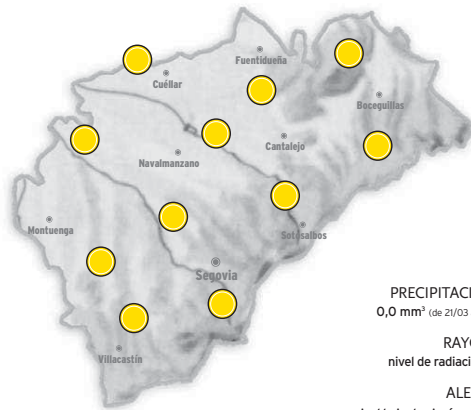 Fuentidueña
Cuéllar
Boceguillas
Cantalejo
Navalmanzano
Montuenga
Sotosalbos
Segovia
Villacastín
PRECIPITACI
0,0 mm³ (de 21/03
RAYO
nivel de radiaci
ALE